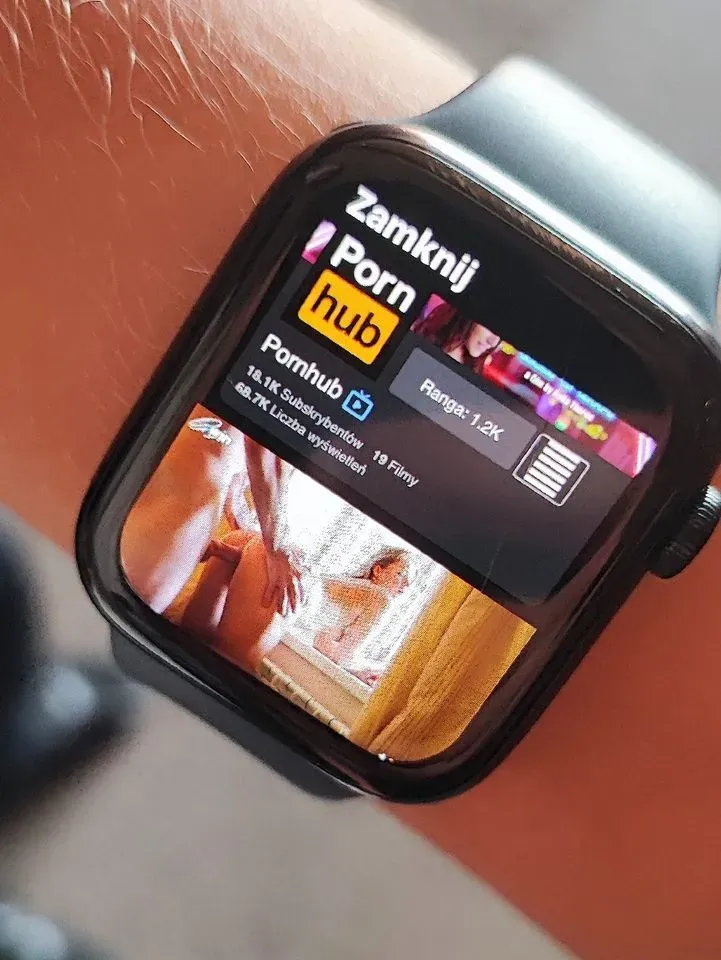 Zamknij
Porn
hub
Pornhub
Ranga: 1,2K
18.1K Subskrybentów 19 Filmy
68.7K Liczba wyświetleń